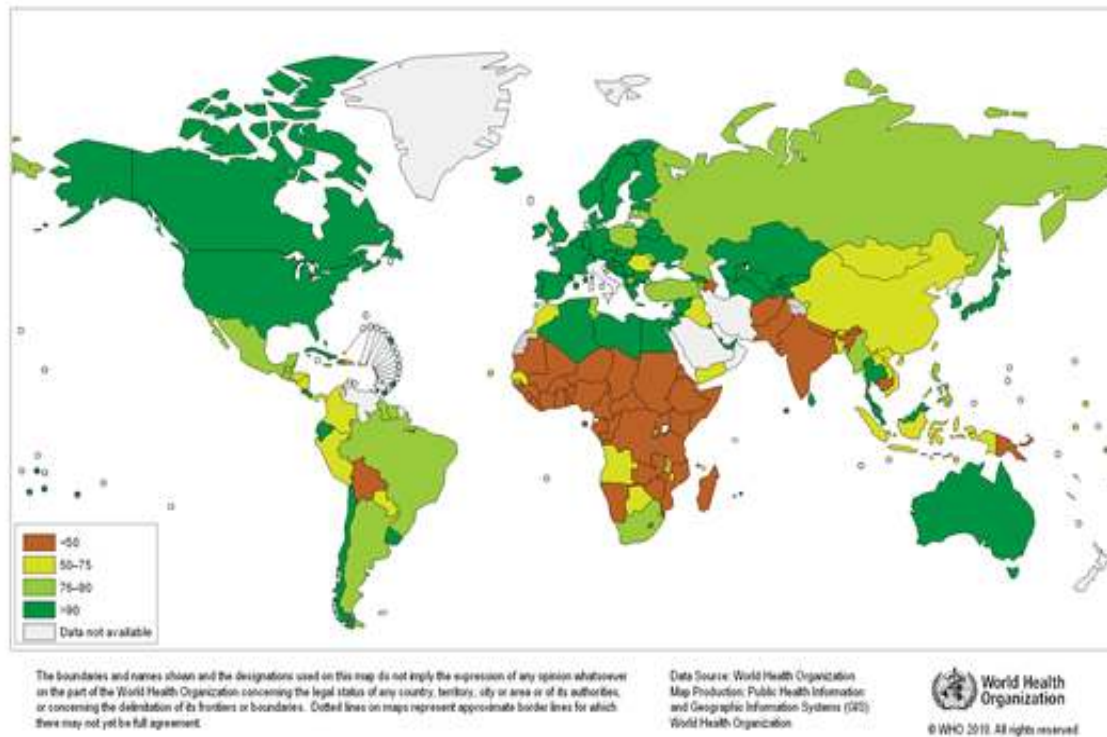 <50
50–75
76–90
>90
Data not available
The boundaries and names shown and the designations used on this map do not imply the expression of any opinion whatsoever
on the part of the World Health Organization concerning the legal status of any country, territory, city or area or of its authorities,
or concerning the delimitation of its frontiers or boundaries. Dotted lines on maps represent approximate border lines for which
there may not yet be full agreement.
Data Source: World Health Organization
Map Production: Public Health Information
and Geographic Information Systems (GIS)
World Health Organization
World Health
Organization
© WHO 2010. All rights reserved